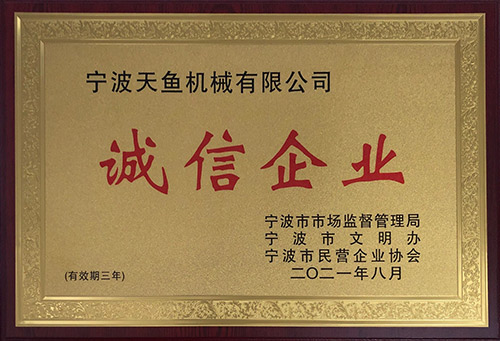 宁波天鱼机械有限公司
诚信企业
宁波市市场监督管理局
宁波市文明办
宁波市民营企业协会
二〇二一年八月
(有效期三年)